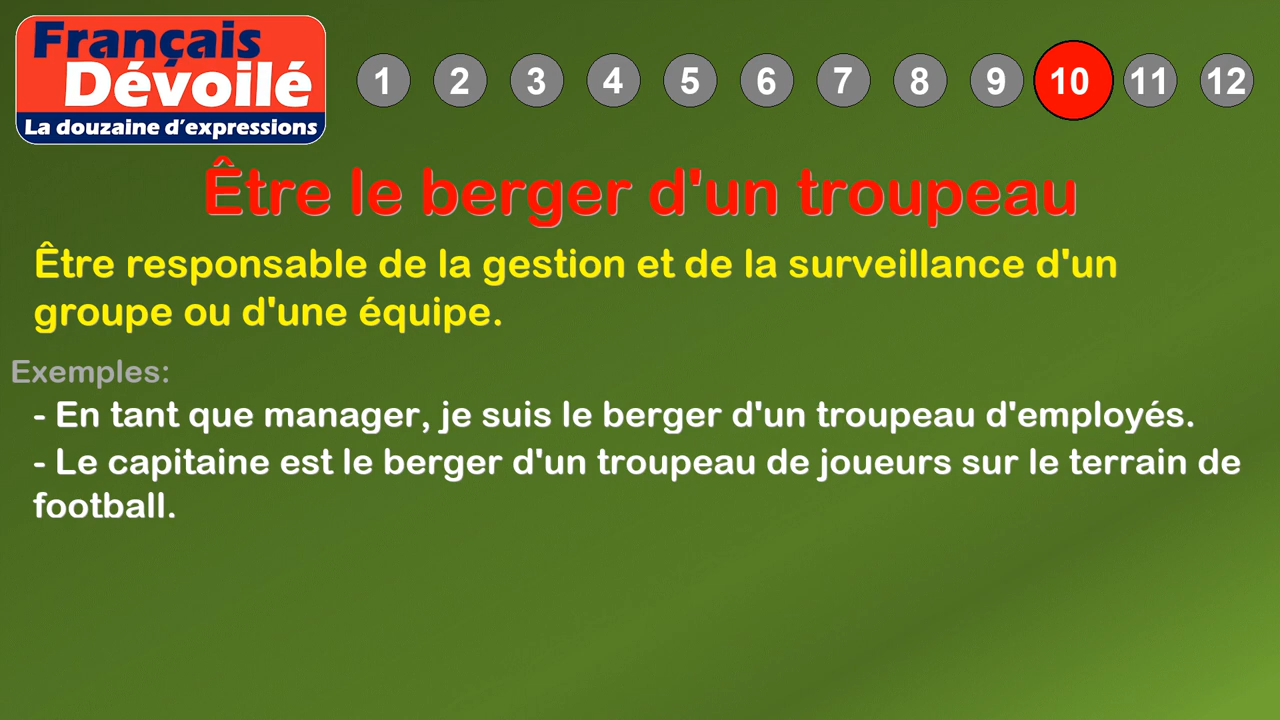 Français
Dévoilé
La douzaine d'expressions
1 2 3 4 5 6 7 8 9 10 11 12
Être le berger d'un troupeau
Être responsable de la gestion et de la surveillance d'un
groupe ou d'une équipe.
Exemples:
- En tant que manager, je suis le berger d'un troupeau d'employés.
- Le capitaine est le berger d'un troupeau de joueurs sur le terrain de
football.